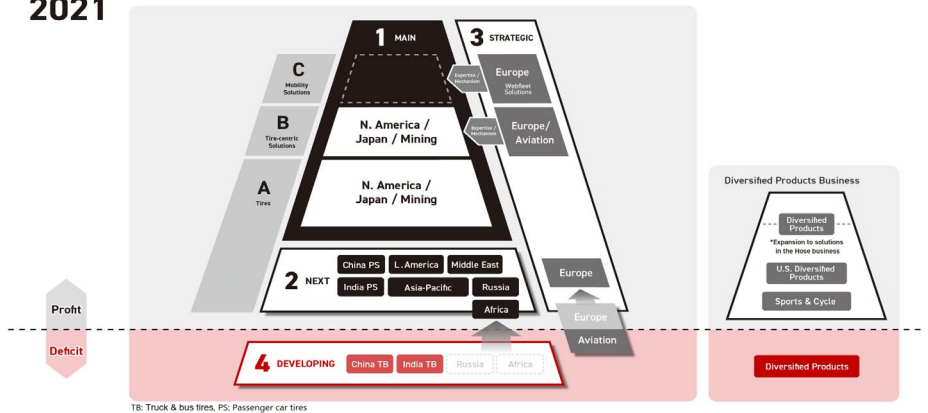 2021
1 MAIN
3 STRATEGIC
C
Mobility
Solutions
Expertise /
Mechanism
Europe
Webfleet
Solutions
B
Tire-centric
Solutions
N. America /
Japan / Mining
Expertise /
Mechanism
Europe/
Aviation
A
Tires
N. America /
Japan / Mining
2 NEXT
China PS
L.America
Middle East
India PS
Asia-Pacific
Russia
Africa
Europe
Europe
Aviation
Profit
Deficit
4 DEVELOPING
China TB
India TB
Russia
Africa
Diversified Products Business
Diversified
Products
*Expansion to solutions
in the Hose business
U.S. Diversified
Products
Sports & Cycle
Diversified Products
TB: Truck & bus tires, PS: Passenger car tires